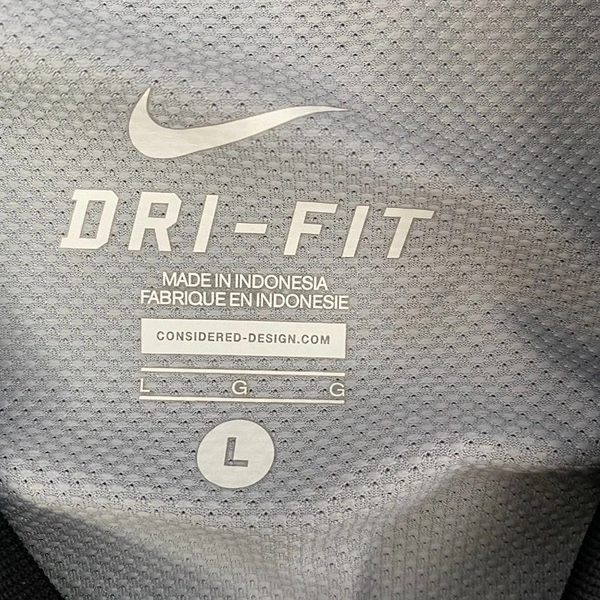 DRI-FIT
MADE IN INDONESIA
FABRIQUE EN INDONESIE
CONSIDERED-DESIGN.COM
L G G
L